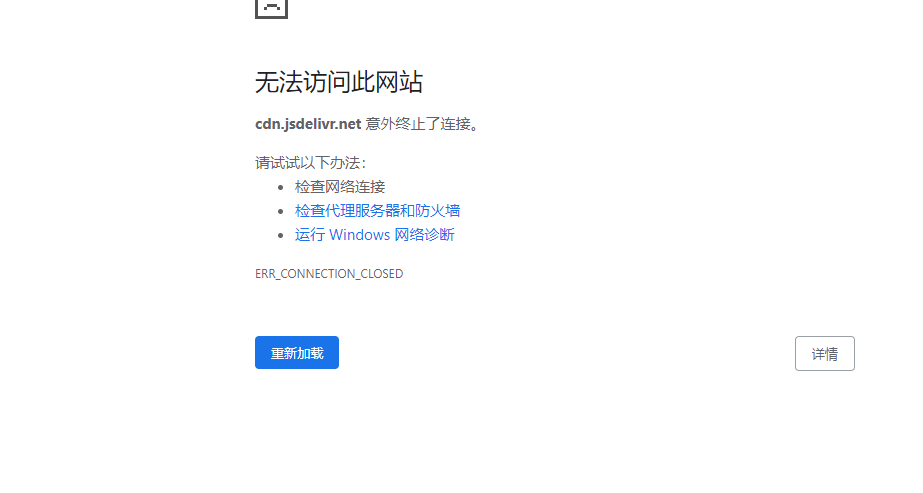 无法访问此网站
cdn.jsdelivr.net 意外终止了连接。
请试试以下办法：
检查网络连接
检查代理服务器和防火墙
运行 Windows 网络诊断
ERR_CONNECTION_CLOSED
重新加载
详情